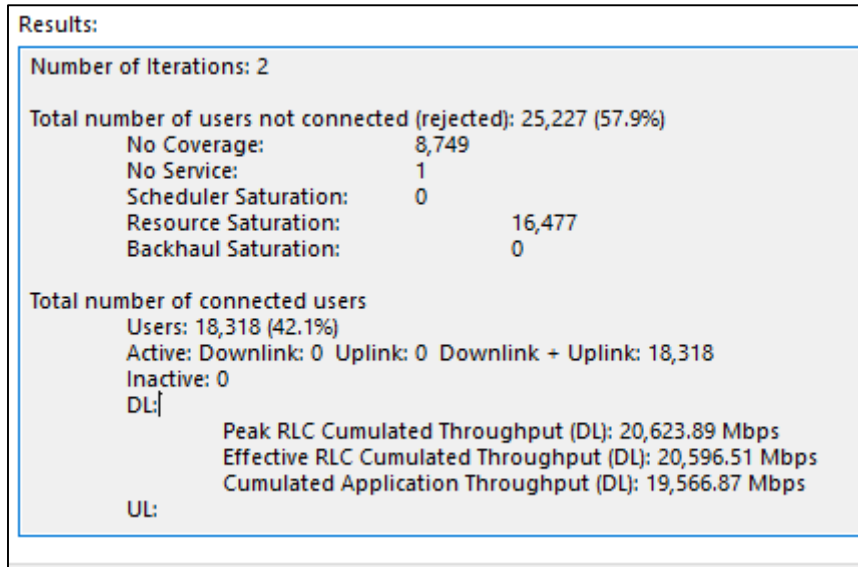 Results:
Number of Iterations: 2
Total number of users not connected (rejected): 25,227 (57.9%)
No Coverage: 8,749
No Service: 1
Scheduler Saturation: 0
Resource Saturation: 16,477
Backhaul Saturation: 0
Total number of connected users
Users: 18,318 (42.1%)
Active: Downlink: 0 Uplink: 0 Downlink + Uplink: 18,318
Inactive: 0
DL:
Peak RLC Cumulated Throughput (DL): 20,623.89 Mbps
Effective RLC Cumulated Throughput (DL): 20,596.51 Mbps
Cumulated Application Throughput (DL): 19,566.87 Mbps
UL: